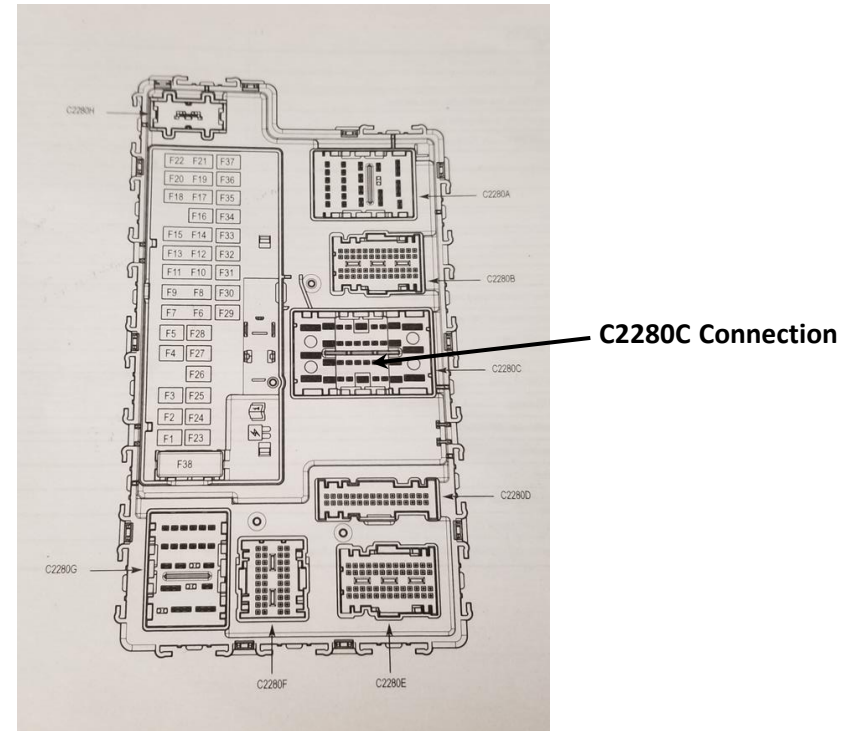 C2280H
F22 F21 F37
F20 F19 F36
F18 F17 F35
F16 F34
F15 F14 F33
F13 F12 F32
F11 F10 F31
F9 F8 F30
F7 F6 F29
F5 F28
F4 F27
F26
F3 F25
F2 F24
F1 F23
F38
C2280A
C2280B
C2280C Connection
C2280C
C2280D
C2280G
C2280F
C2280E